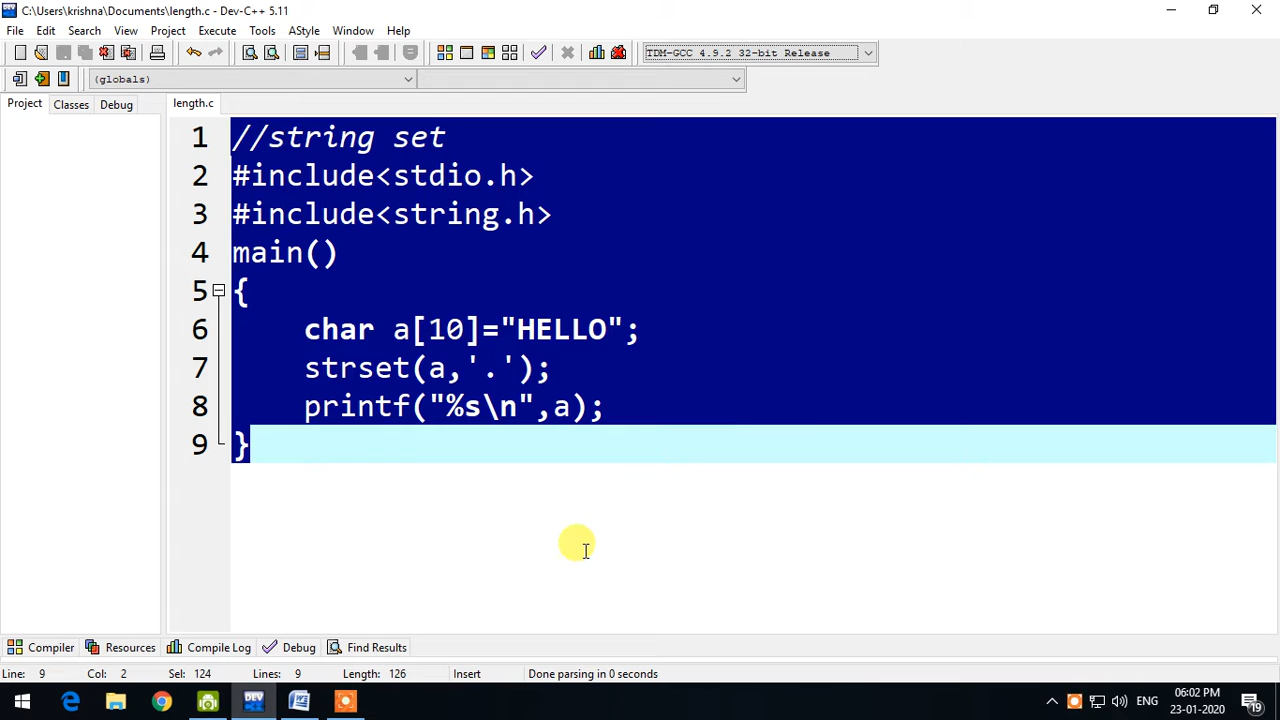 C:\Users\krishna\Documents\length.c - Dev-C++ 5.11
File Edit Search View Project Execute Tools AStyle Window Help
TDM-GCC 4.9.2 32-bit Release
(globals)
Project Classes Debug length.c
1 //string set
2 #include<stdio.h>
3 #include<string.h>
4 main()
5 {
6 char a[10]="HELLO";
7 strset(a,'.');
8 printf("%s\n",a);
9 }
Compiler Resources Compile Log Debug Find Results
Line: 9 Col: 2 Sel: 124 Lines: 9 Length: 126 Insert Done parsing in 0 seconds
DEV ENG 06:02 PM
23-01-2020 19